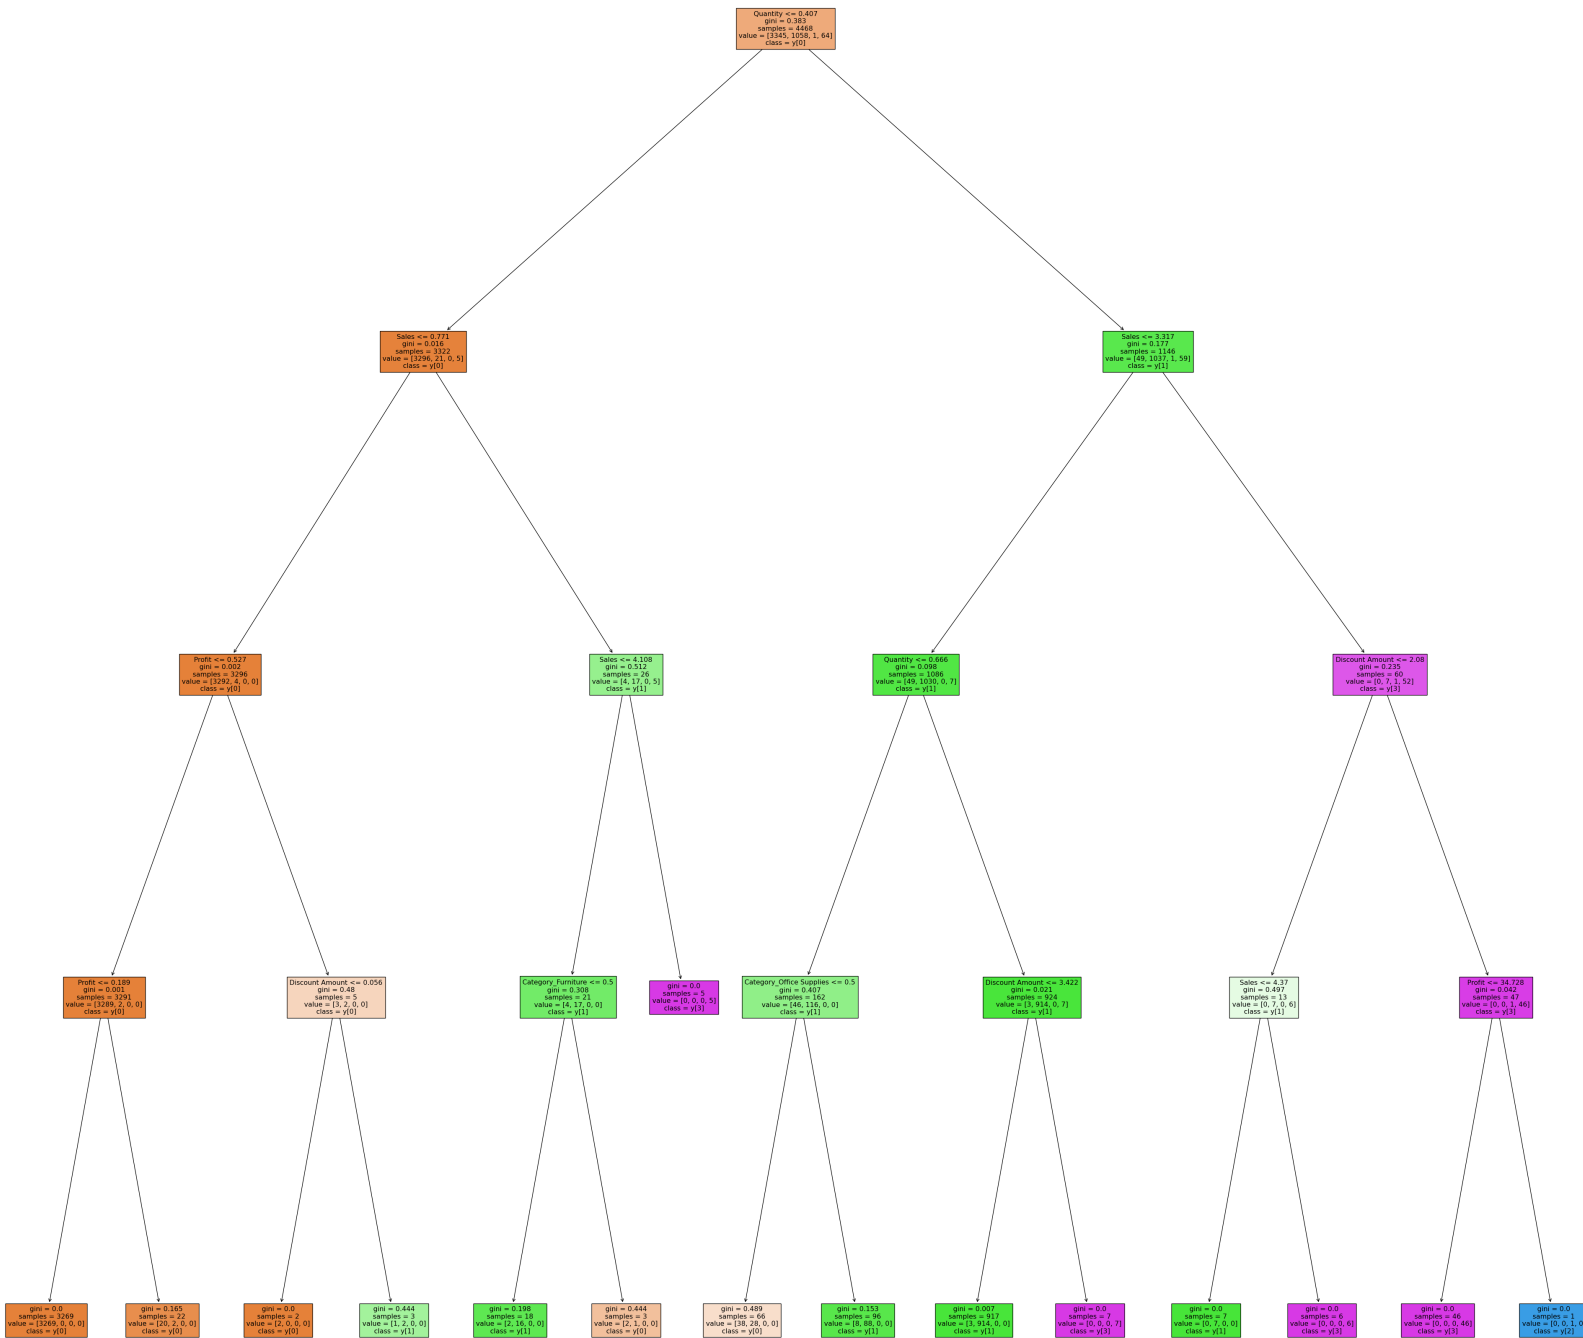 Quantity <= 0.407
gini = 0.383
samples = 4468
value = [3345, 1058, 1, 64]
class = y[0]
Sales <= 0.771
gini = 0.016
samples = 3322
value = [3296, 21, 0, 5]
class = y[0]
Sales <= 3.317
gini = 0.177
samples = 1146
value = [49, 1037, 1, 59]
class = y[1]
Profit <= 0.527
gini = 0.002
samples = 3296
value = [3292, 4, 0, 0]
class = y[0]
Sales <= 4.108
gini = 0.512
samples = 26
value = [4, 17, 0, 5]
class = y[1]
Quantity <= 0.666
gini = 0.098
samples = 1086
value = [49, 1030, 0, 7]
class = y[1]
Discount Amount <= 2.08
gini = 0.235
samples = 60
value = [0, 7, 1, 52]
class = y[3]
Profit <= 0.189
gini = 0.001
samples = 3291
value = [3289, 2, 0, 0]
class = y[0]
Discount Amount <= 0.056
gini = 0.48
samples = 5
value = [3, 2, 0, 0]
class = y[0]
Category_Furniture <= 0.5
gini = 0.308
samples = 21
value = [4, 17, 0, 0]
class = y[1]
gini = 0.0
samples = 5
value = [0, 0, 0, 5]
class = y[3]
Category_Office Supplies <= 0.5
gini = 0.407
samples = 162
value = [46, 116, 0, 0]
class = y[1]
Discount Amount <= 3.422
gini = 0.021
samples = 924
value = [3, 914, 0, 7]
class = y[1]
Sales <= 4.37
gini = 0.497
samples = 13
value = [0, 7, 0, 6]
class = y[1]
Profit <= 34.728
gini = 0.042
samples = 47
value = [0, 0, 1, 46]
class = y[3]
gini = 0.0
samples = 3269
value = [3269, 0, 0, 0]
class = y[0]
gini = 0.165
samples = 22
value = [20, 2, 0, 0]
class = y[0]
gini = 0.0
samples = 2
value = [2, 0, 0, 0]
class = y[0]
gini = 0.444
samples = 3
value = [1, 2, 0, 0]
class = y[1]
gini = 0.198
samples = 18
value = [2, 16, 0, 0]
class = y[1]
gini = 0.444
samples = 3
value = [2, 1, 0, 0]
class = y[0]
gini = 0.489
samples = 66
value = [38, 28, 0, 0]
class = y[0]
gini = 0.153
samples = 96
value = [8, 88, 0, 0]
class = y[1]
gini = 0.007
samples = 917
value = [3, 914, 0, 0]
class = y[1]
gini = 0.0
samples = 7
value = [0, 0, 0, 7]
class = y[3]
gini = 0.0
samples = 7
value = [0, 7, 0, 0]
class = y[1]
gini = 0.0
samples = 6
value = [0, 0, 0, 6]
class = y[3]
gini = 0.0
samples = 46
value = [0, 0, 0, 46]
class = y[3]
gini = 0.0
samples = 1
value = [0, 0, 1, 0
class = y[2]